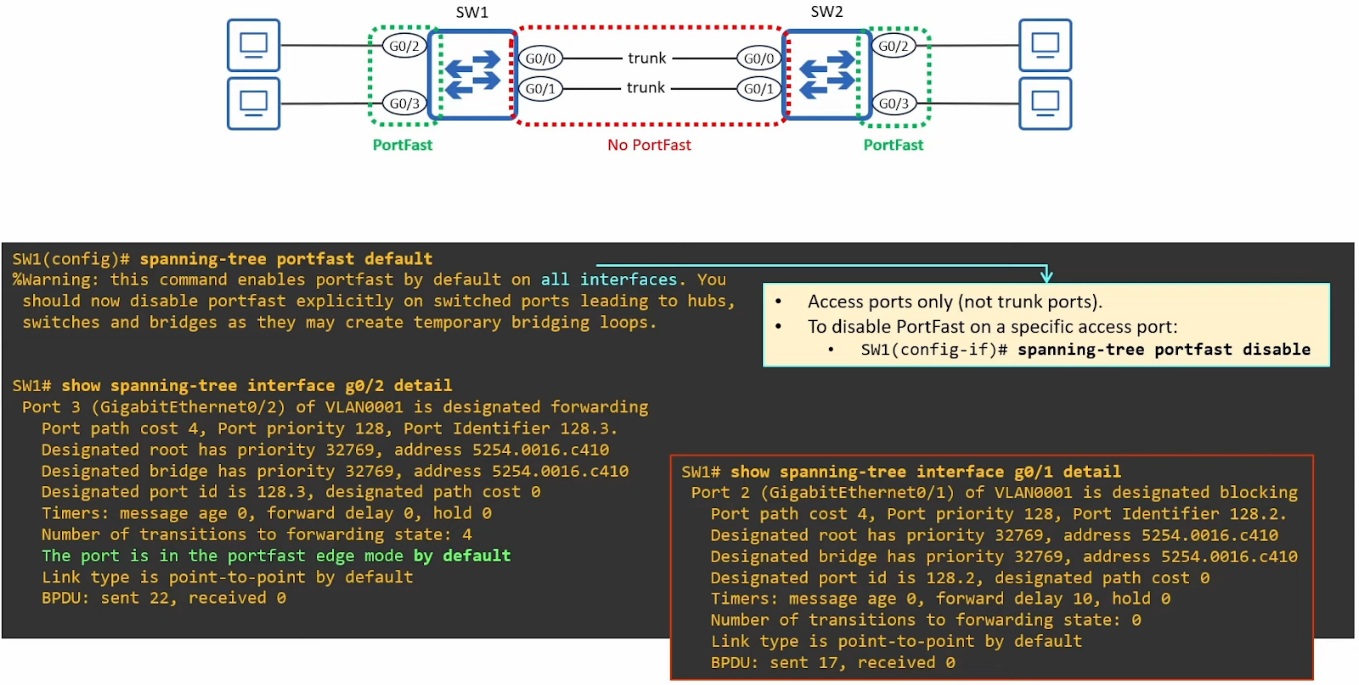 SW1
SW2
G0/2
G0/3
G0/0
G0/1
trunk
trunk
G0/0
G0/1
G0/2
G0/3
PortFast
No PortFast
PortFast
SW1(config)# spanning-tree portfast default
%Warning: this command enables portfast by default on all interfaces. You
should now disable portfast explicitly on switched ports leading to hubs,
switches and bridges as they may create temporary bridging loops.
• Access ports only (not trunk ports).
• To disable PortFast on a specific access port:
• SW1(config-if)# spanning-tree portfast disable
SW1# show spanning-tree interface g0/2 detail
Port 3 (GigabitEthernet0/2) of VLAN0001 is designated forwarding
Port path cost 4, Port priority 128, Port Identifier 128.3.
Designated root has priority 32769, address 5254.0016.c410
Designated bridge has priority 32769, address 5254.0016.c410
Designated port id is 128.3, designated path cost 0
Timers: message age 0, forward delay 0, hold 0
Number of transitions to forwarding state: 4
The port is in the portfast edge mode by default
Link type is point-to-point by default
BPDU: sent 22, received 0
SW1# show spanning-tree interface g0/1 detail
Port 2 (GigabitEthernet0/1) of VLAN0001 is designated blocking
Port path cost 4, Port priority 128, Port Identifier 128.2.
Designated root has priority 32769, address 5254.0016.c410
Designated bridge has priority 32769, address 5254.0016.c410
Designated port id is 128.2, designated path cost 0
Timers: message age 0, forward delay 10, hold 0
Number of transitions to forwarding state: 0
Link type is point-to-point by default
BPDU: sent 17, received 0